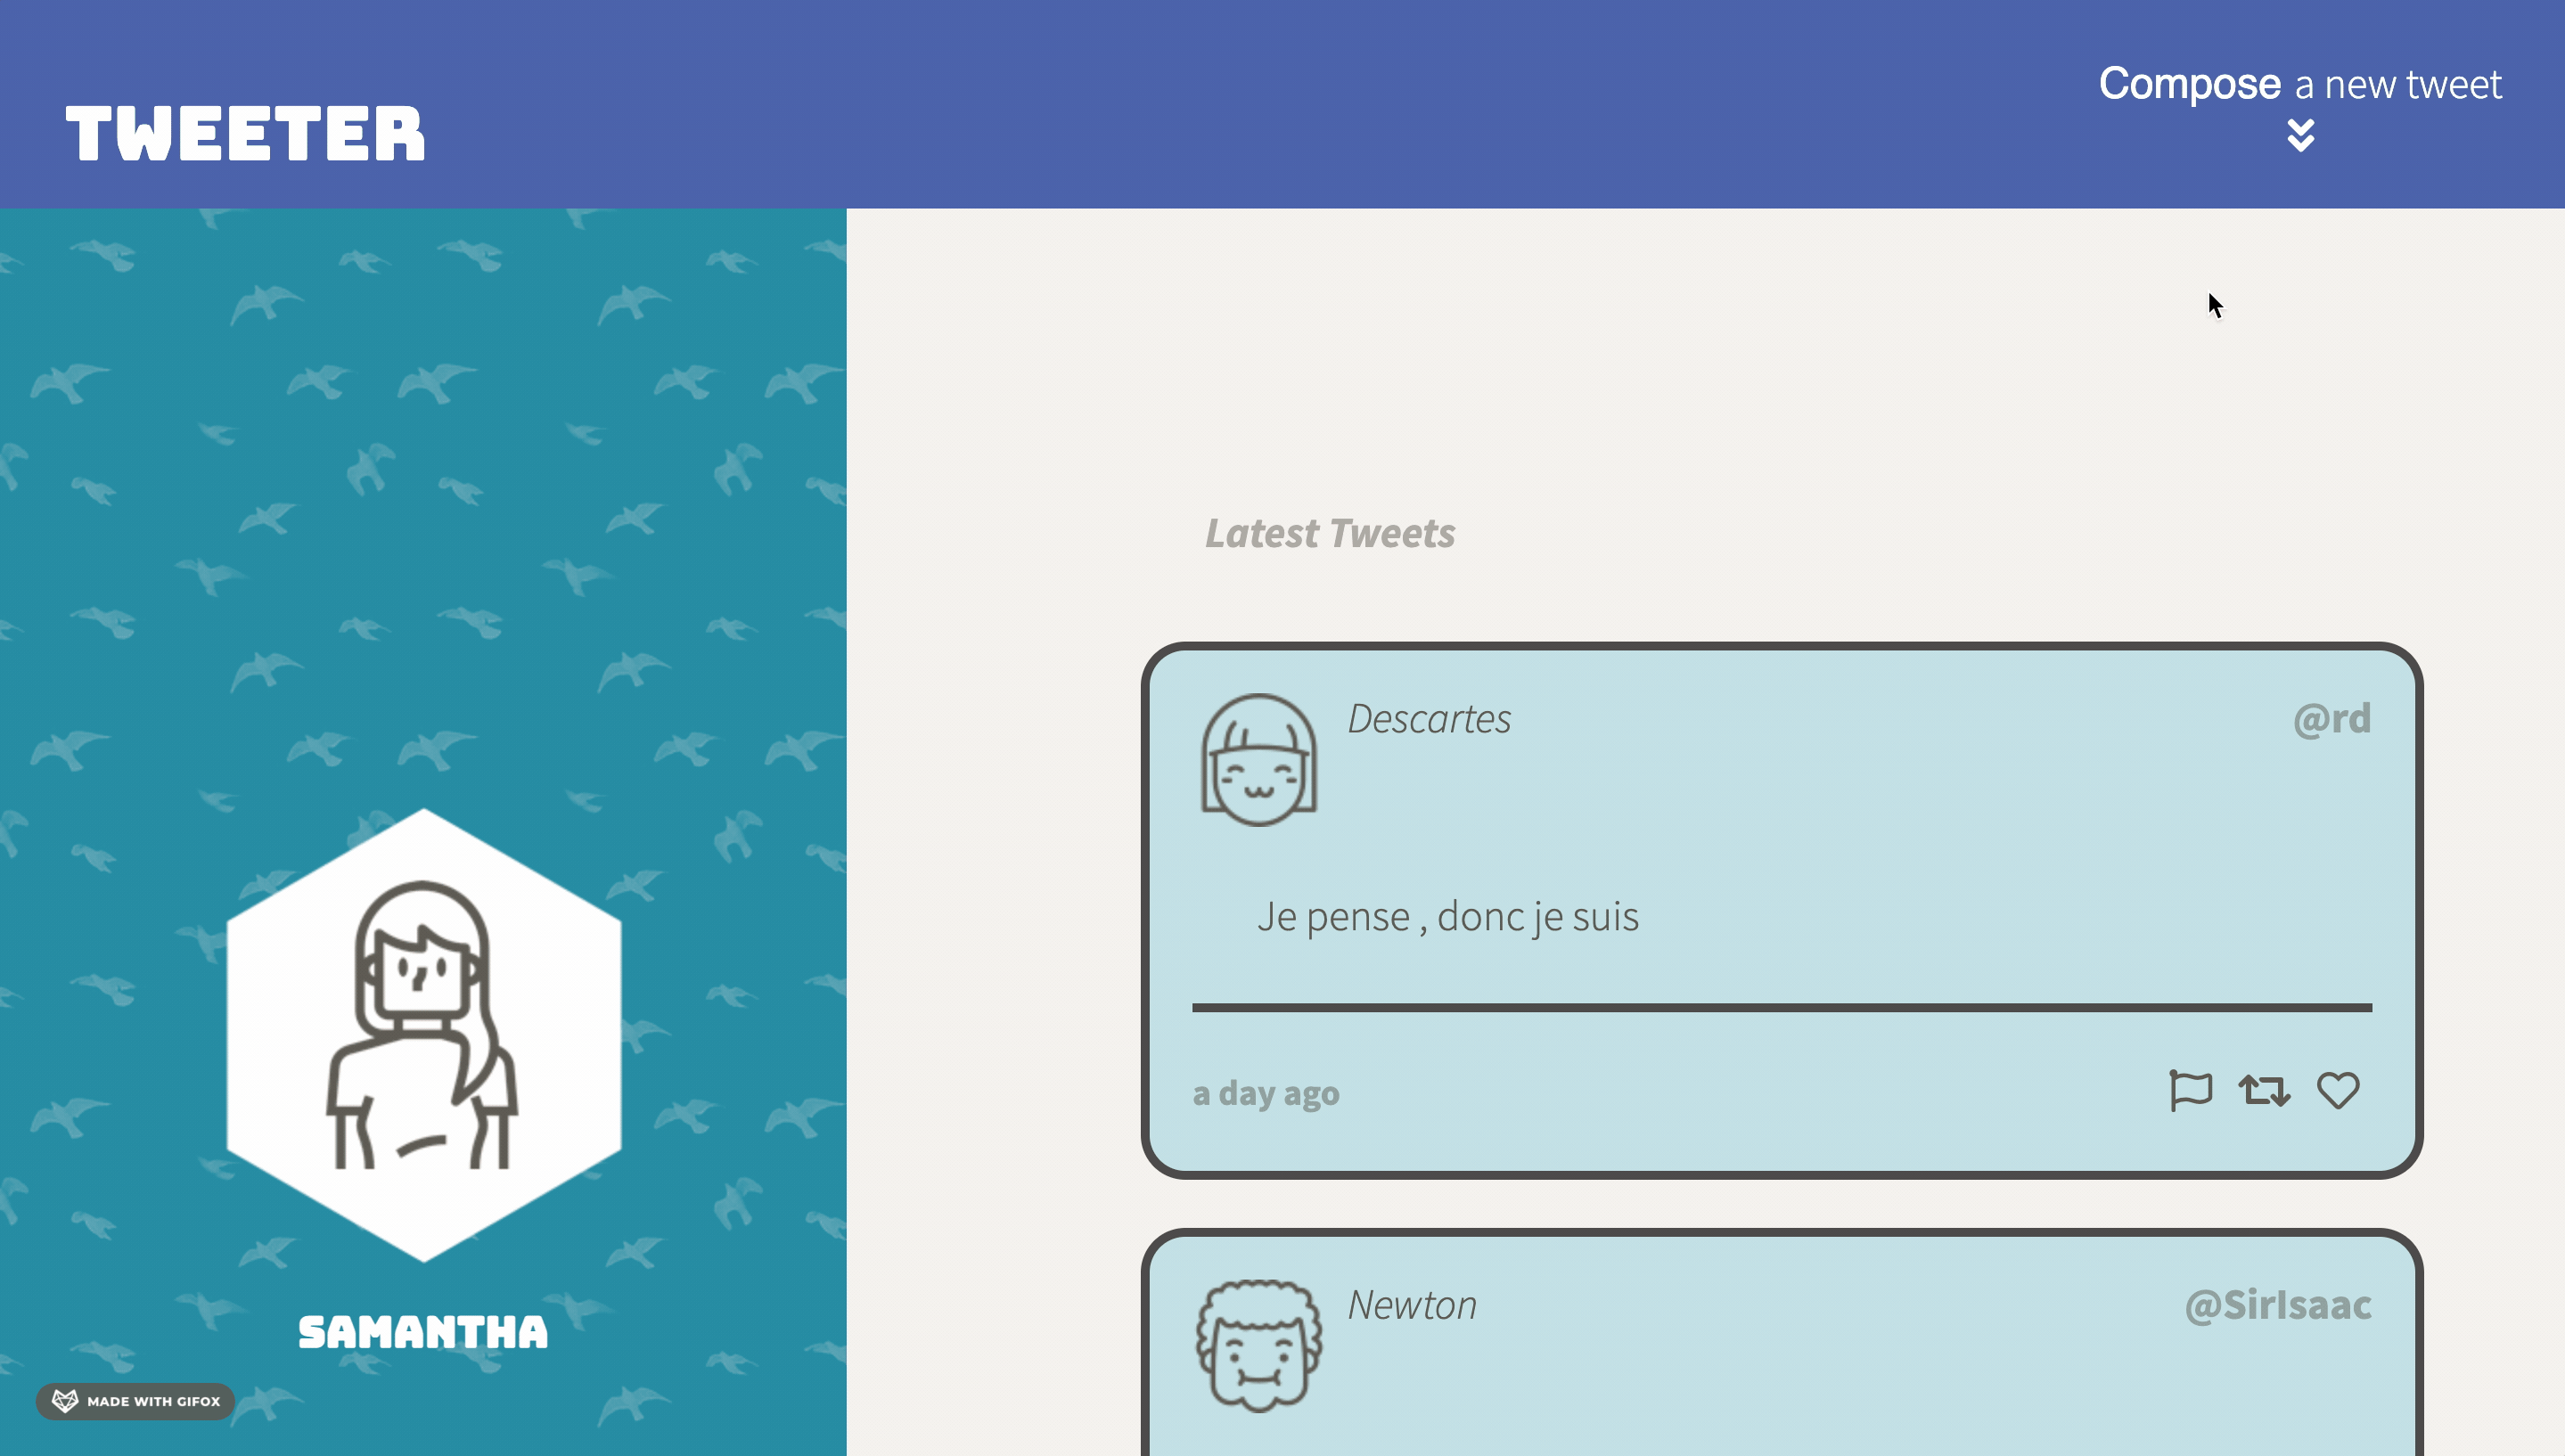 TWEETER
Compose a new tweet
SAMANTHA
MADE WITH GIFOX
Latest Tweets
Descartes @rd
Je pense , donc je suis
a day ago
Newton @SirIsaac